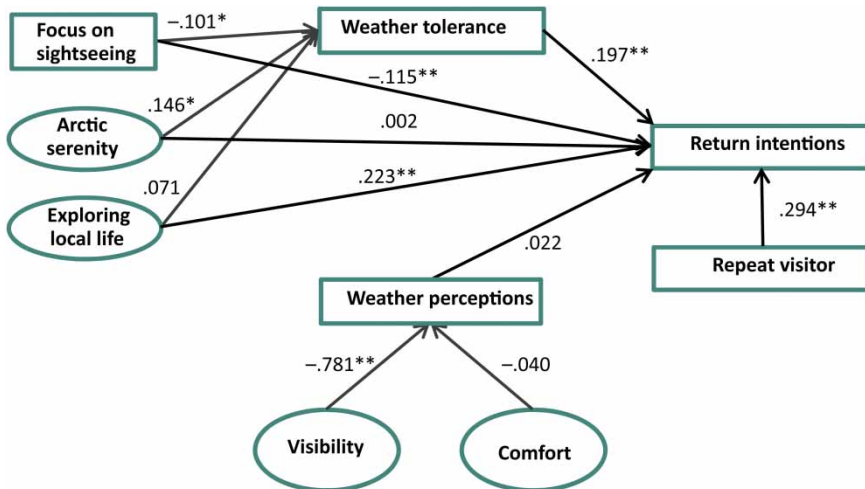 Focus on
sightseeing
–.101*
Weather tolerance
.197**
–.115**
.146*
Arctic
serenity
.002
Return intentions
.071
.223**
Exploring
local life
.022
.294**
Repeat visitor
Weather perceptions
–.781**
–.040
Visibility
Comfort